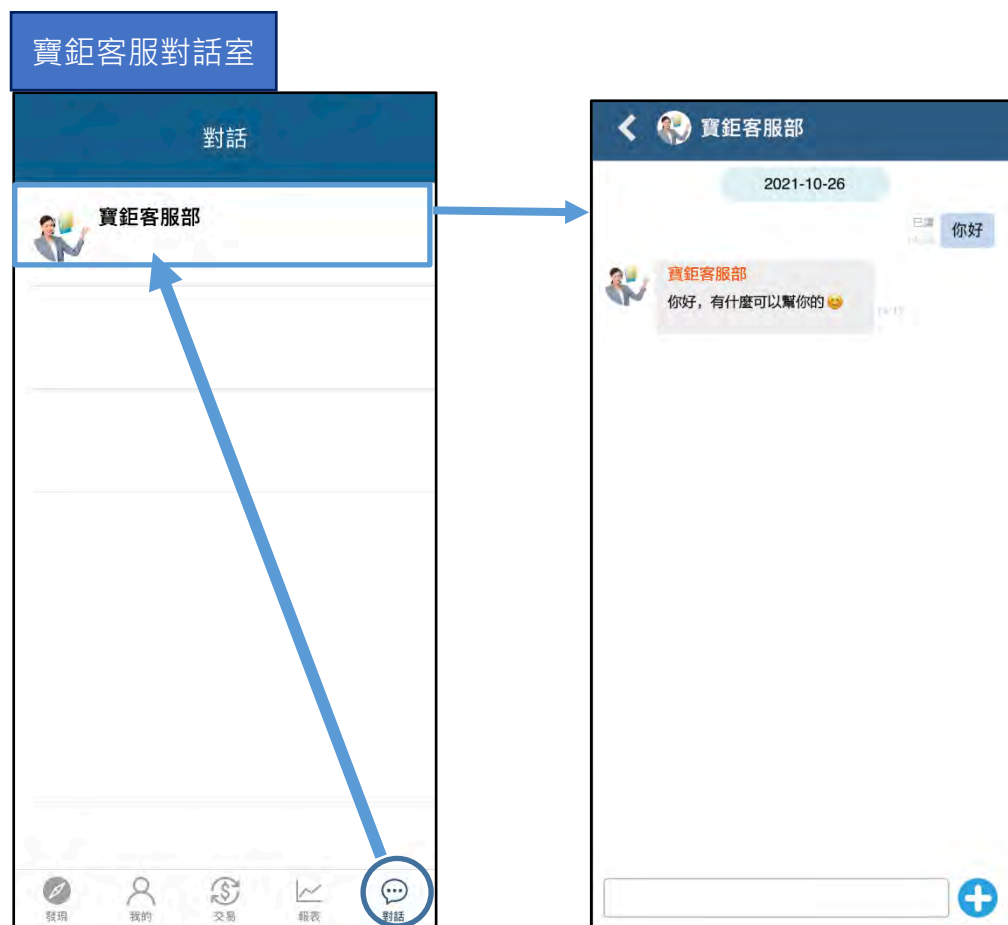 寶鉅客服對話室
對話
寶鉅客服部
發現
我的
交易
報表
對話
寶鉅客服部
2021-10-26
已讀
你好
寶鉅客服部
你好，有什麼可以幫你的😄